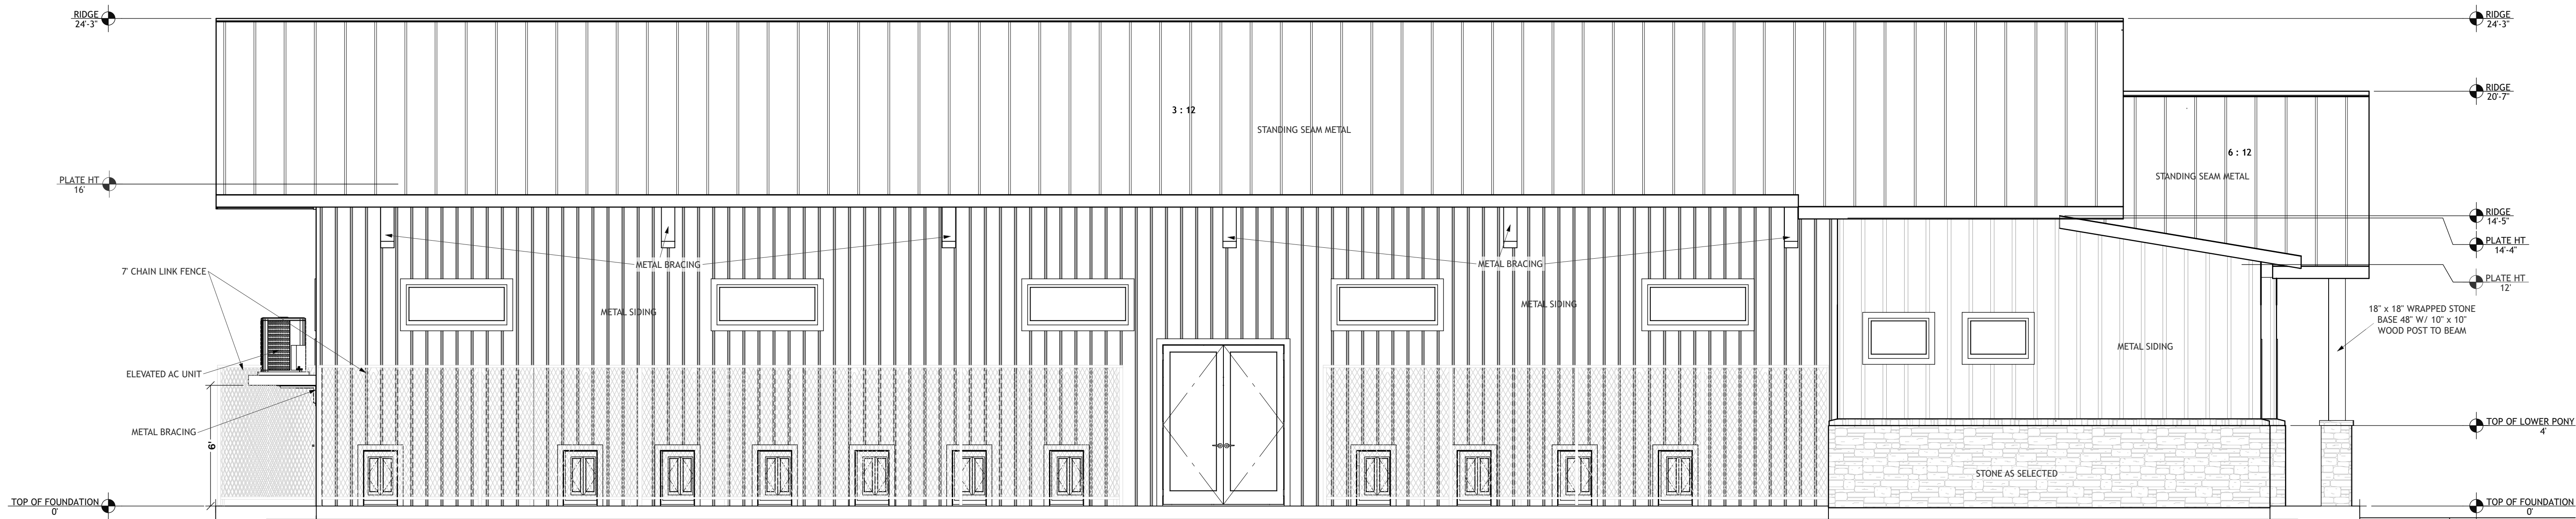 RIDGE
24'-3"
PLATE HT
16'
7' CHAIN LINK FENCE
ELEVATED AC UNIT
METAL BRACING
6'
TOP OF FOUNDATION
0'
3 : 12
STANDING SEAM METAL
METAL BRACING
METAL SIDING
METAL BRACING
METAL SIDING
6 : 12
STANDING SEAM METAL
METAL SIDING
STONE AS SELECTED
18" x 18" WRAPPED STONE
BASE 48" W/ 10" x 10"
WOOD POST TO BEAM
RIDGE
24'-3"
RIDGE
20'-7"
RIDGE
14'-5"
PLATE HT
14'-4"
PLATE HT
12'
TOP OF LOWER PONY
4'
TOP OF FOUNDATION
0'